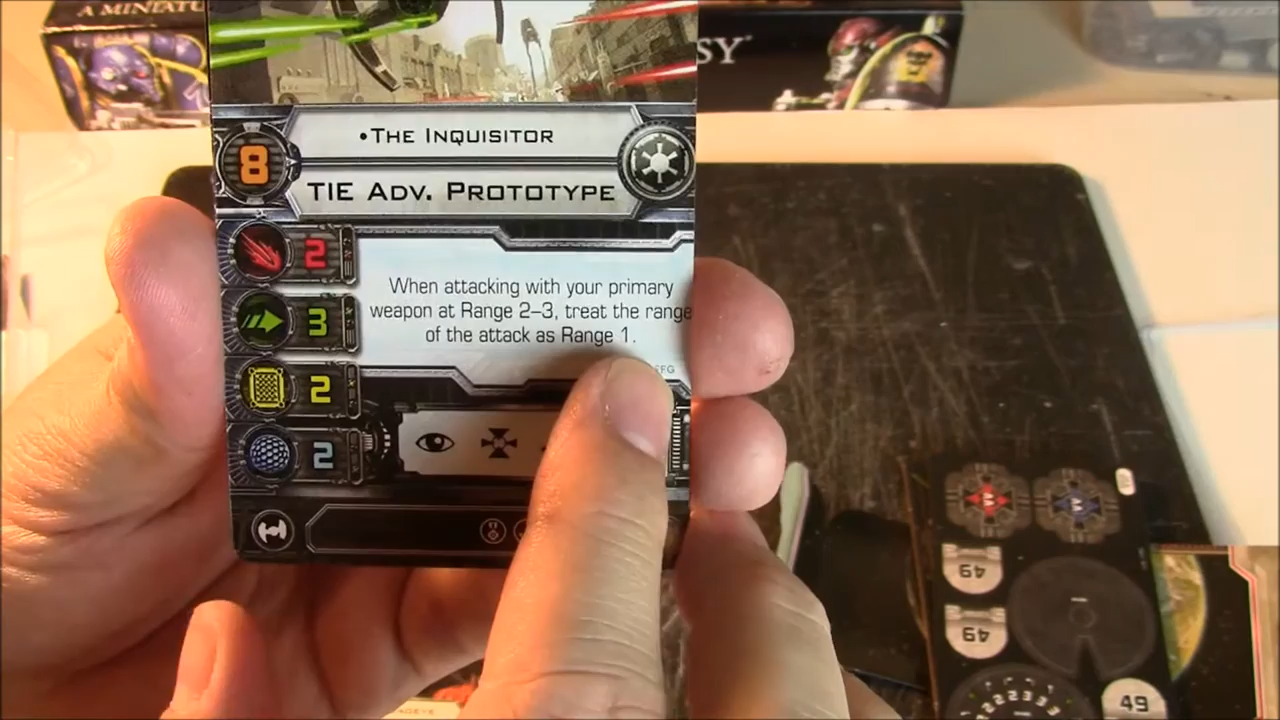 A MINIATU
SY
•THE INQUISITOR
8
TIE ADV. PROTOTYPE
2
When attacking with your primary
weapon at Range 2–3, treat the range
of the attack as Range 1.
3
FFG
2
2
49
49
49